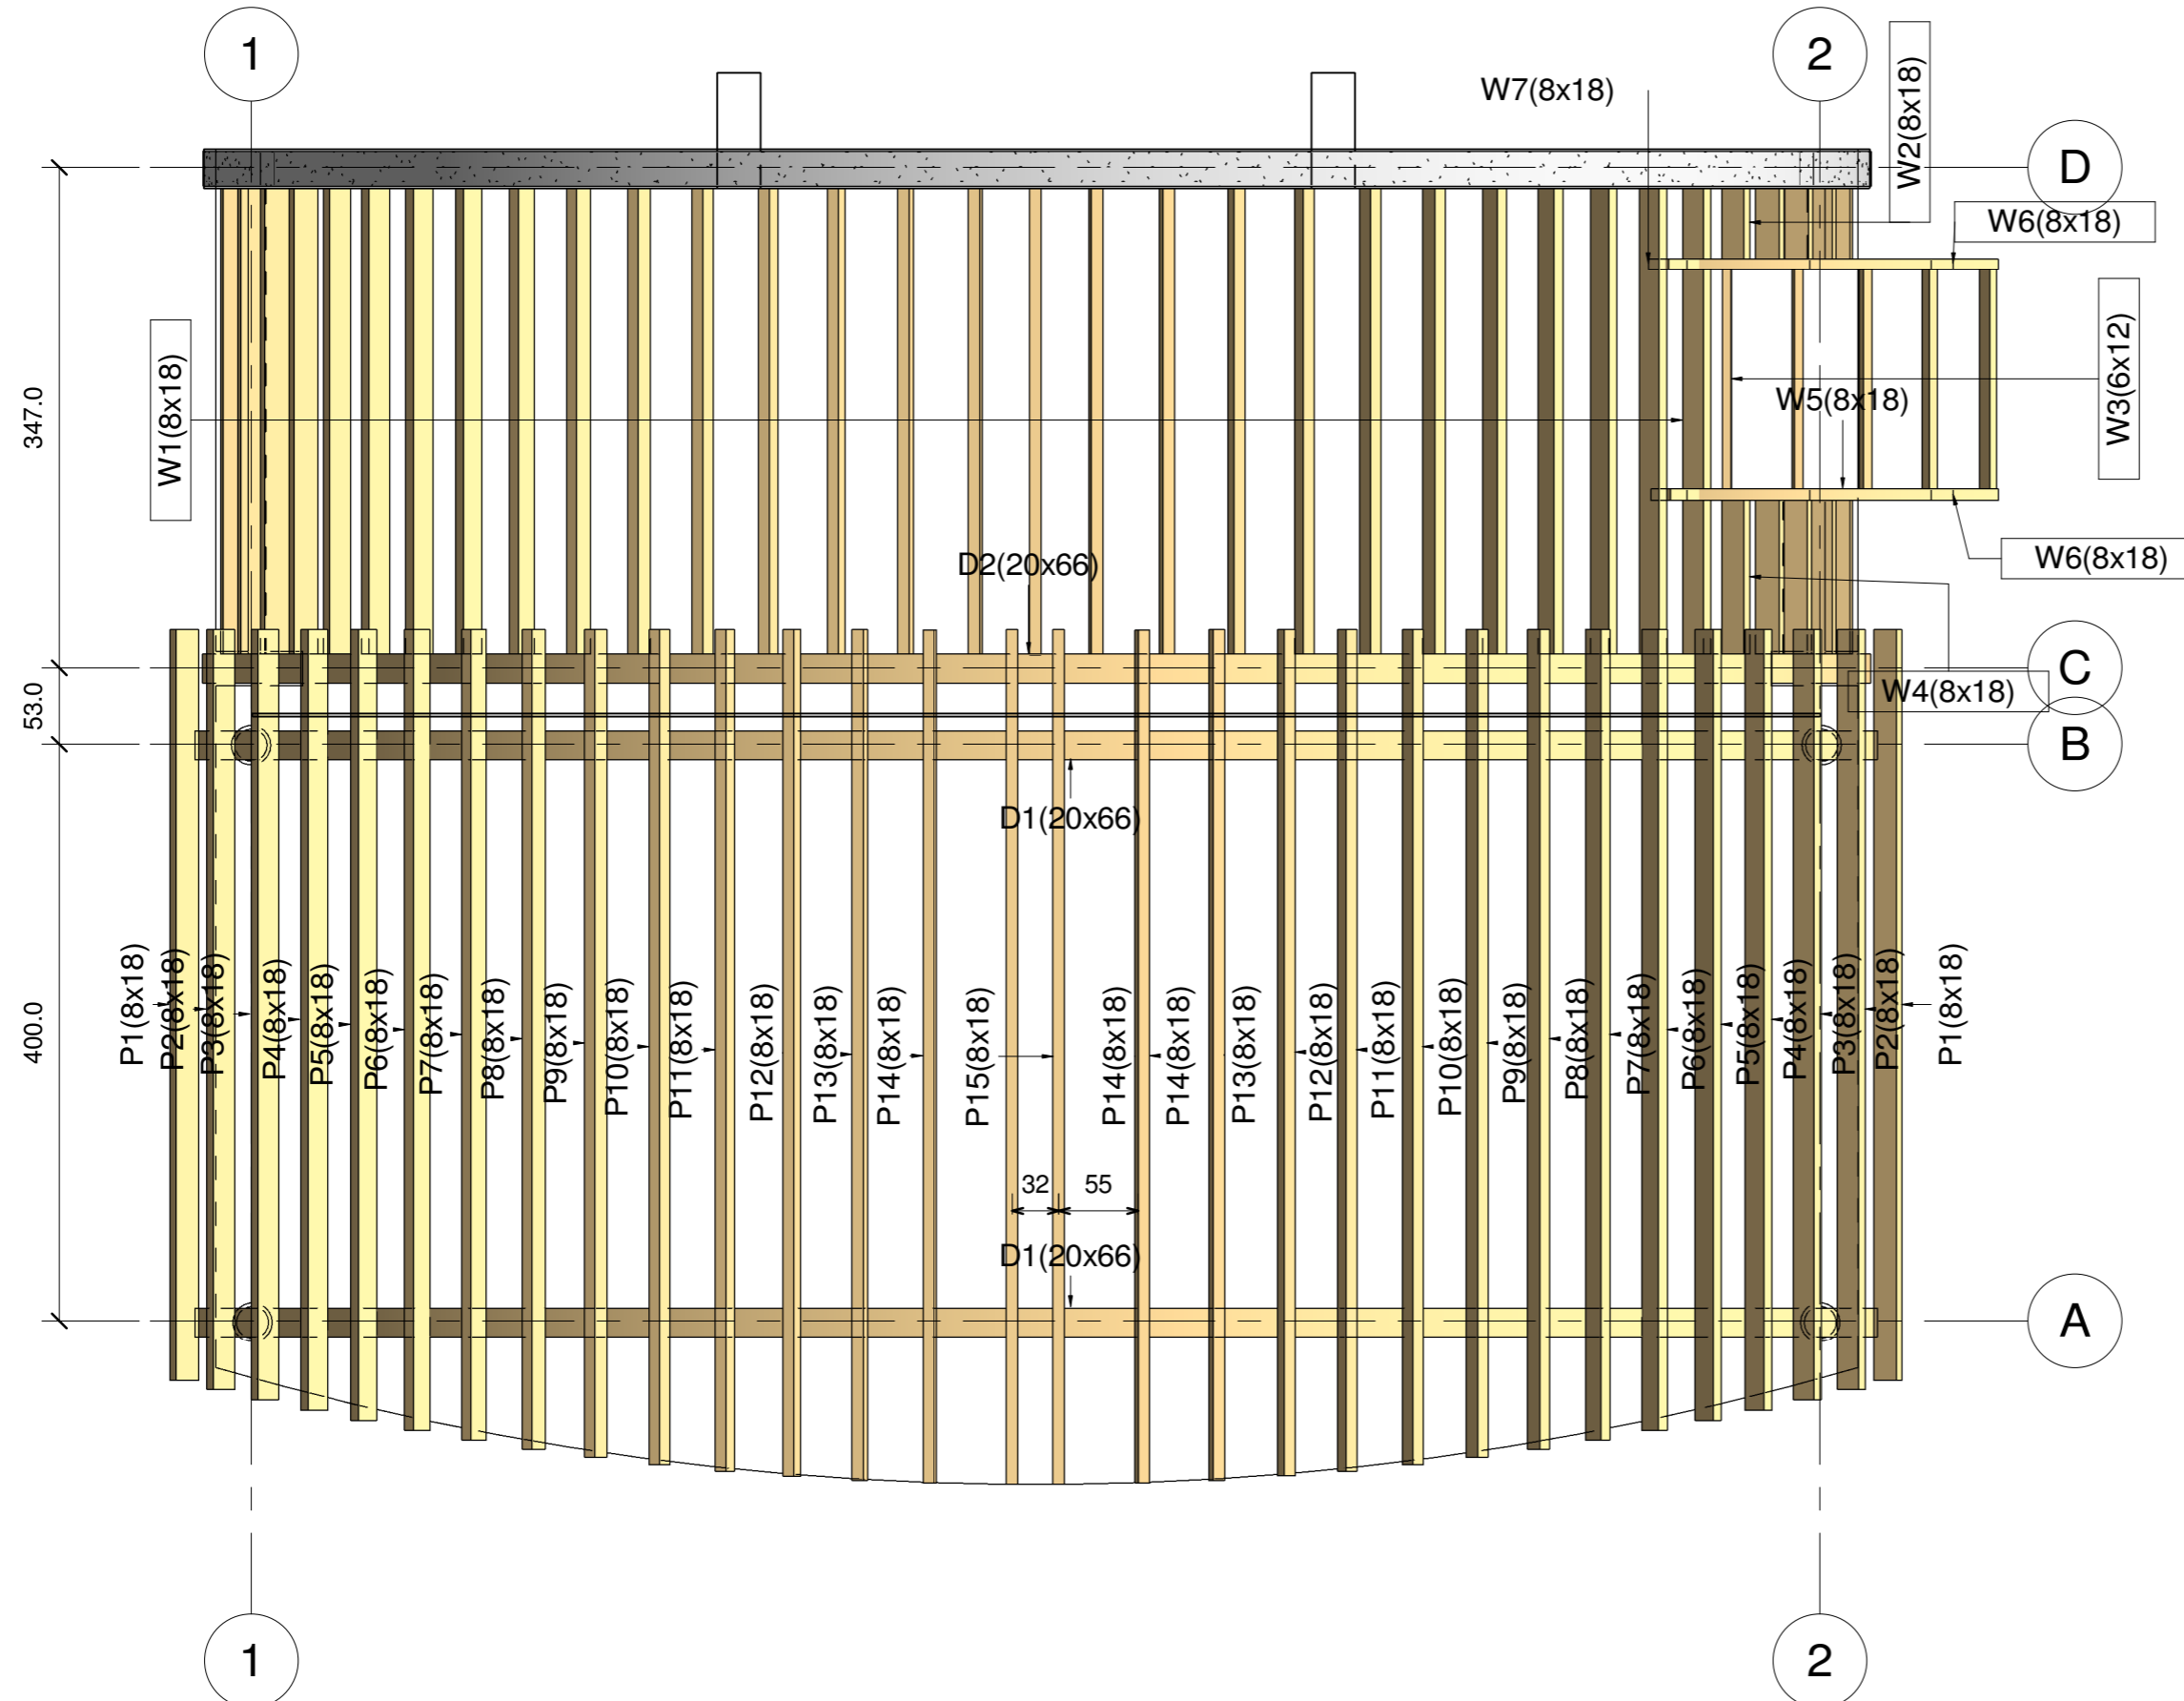 1
2
W7(8x18)
W2(8x18)
D
W6(8x18)
347.0
W1(8x18)
W3(6x12)
W5(8x18)
D2(20x66)
W6(8x18)
C
53.0
W4(8x18)
B
D1(20x66)
400.0
P1(8x18)
P2(8x18)
P3(8x18)
P4(8x18)
P5(8x18)
P6(8x18)
P7(8x18)
P8(8x18)
P9(8x18)
P10(8x18)
P11(8x18)
P12(8x18)
P13(8x18)
P14(8x18)
P15(8x18)
P14(8x18)
P14(8x18)
P13(8x18)
P12(8x18)
P11(8x18)
P10(8x18)
P9(8x18)
P8(8x18)
P7(8x18)
P6(8x18)
P5(8x18)
P4(8x18)
P3(8x18)
P2(8x18)
P1(8x18)
32
55
D1(20x66)
A
1
2